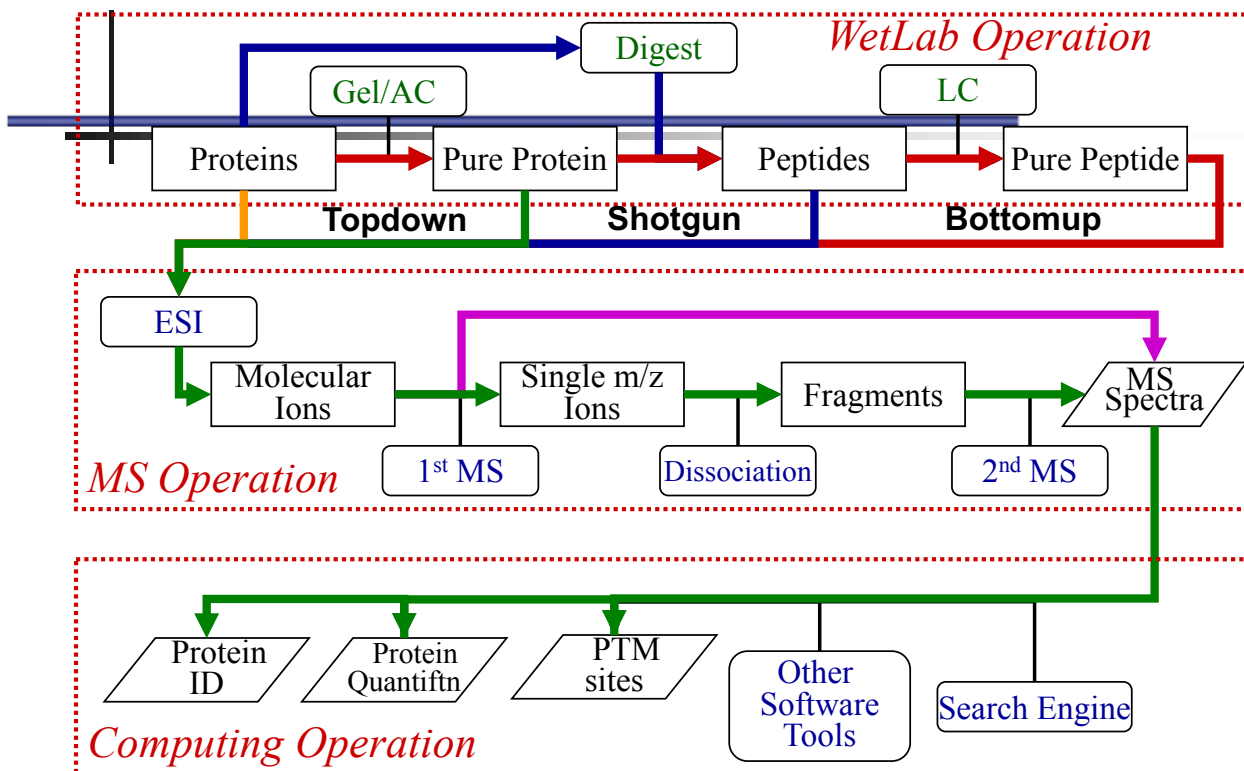 WetLab Operation
Digest
Gel/AC
LC
Proteins
Pure Protein
Peptides
Pure Peptide
Topdown
Shotgun
Bottomup
ESI
Molecular
Ions
Single m/z
Ions
Fragments
MS
Spectra
1st MS
Dissociation
2nd MS
MS Operation
Protein
ID
Protein
Quantiftn
PTM
sites
Other
Software
Tools
Search Engine
Computing Operation